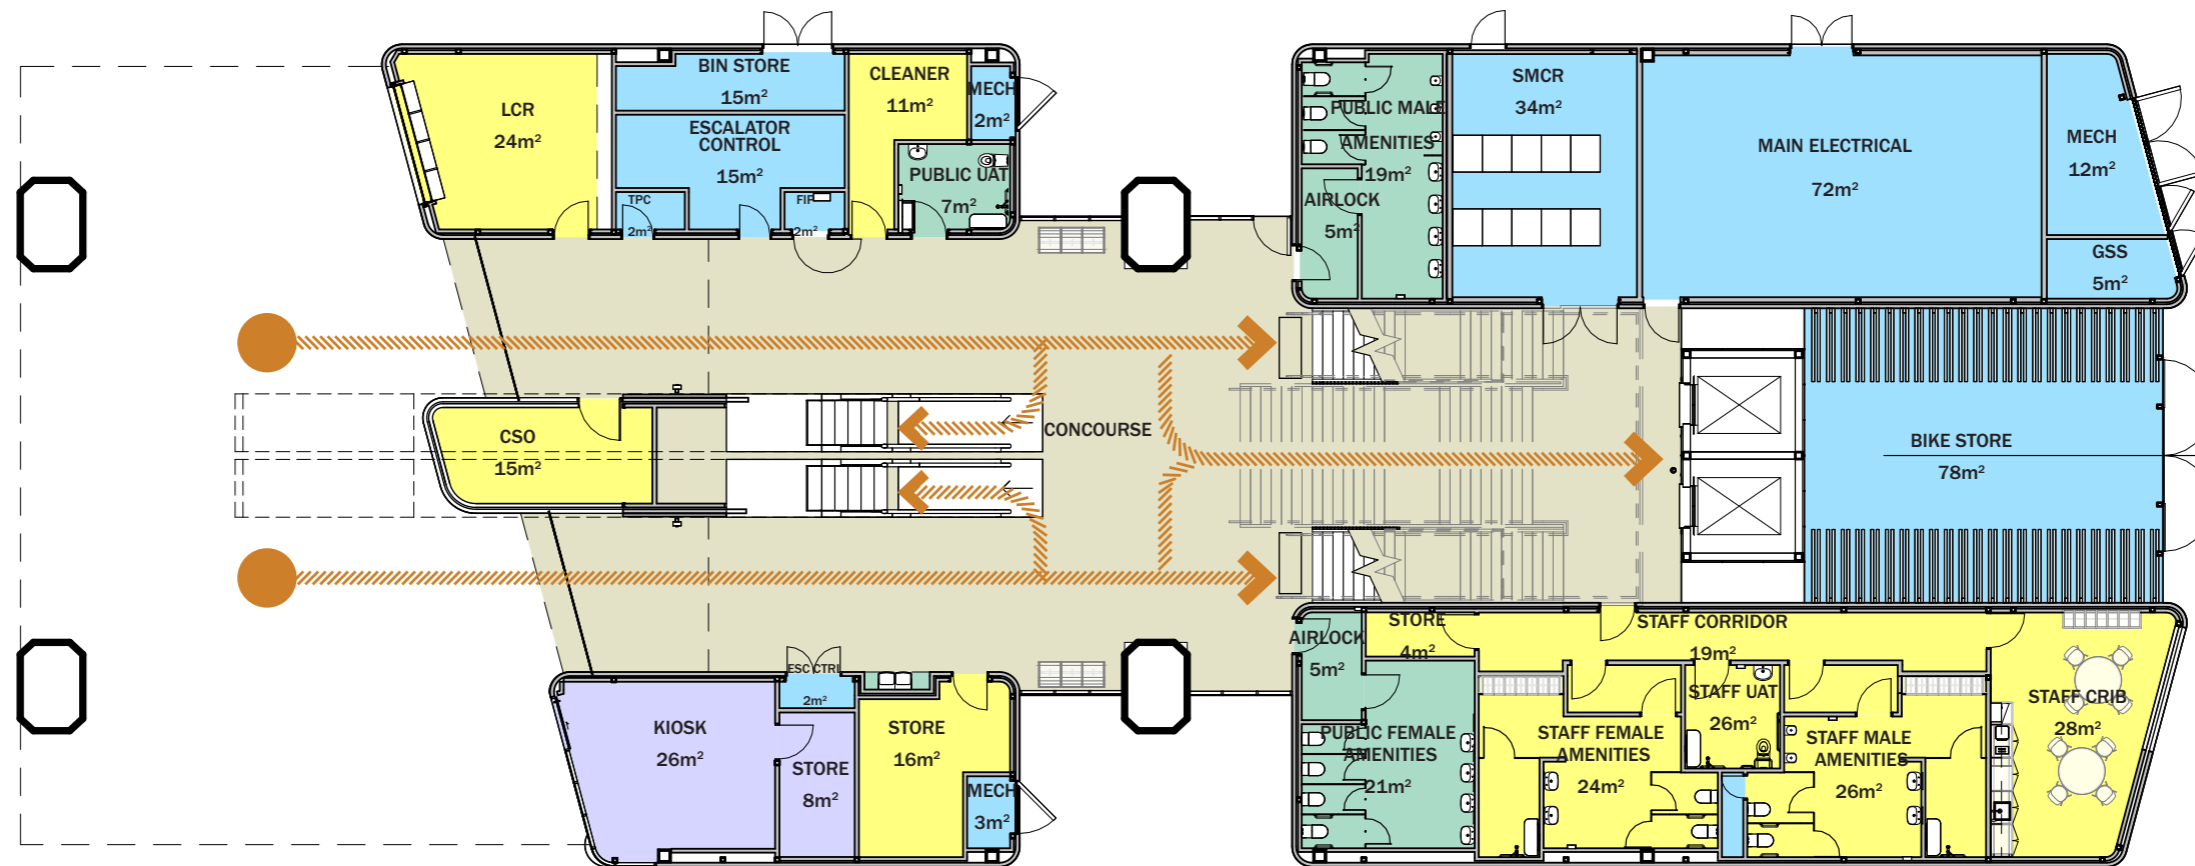 LCR
24m²
BIN STORE
15m²
ESCALATOR
CONTROL
15m²
TPC
2m²
FIP
2m²
CLEANER
11m²
MECH
2m²
PUBLIC UAT
7m²
PUBLIC MALE
AMENITIES
19m²
AIRLOCK
5m²
SMCR
34m²
MAIN ELECTRICAL
72m²
MECH
12m²
GSS
5m²
CSO
15m²
CONCOURSE
BIKE STORE
78m²
KIOSK
26m²
ESC CTRL
2m²
STORE
8m²
STORE
16m²
MECH
3m²
AIRLOCK
5m²
STORE
4m²
STAFF CORRIDOR
19m²
PUBLIC FEMALE
AMENITIES
21m²
STAFF FEMALE
AMENITIES
24m²
STAFF UAT
26m²
STAFF MALE
AMENITIES
26m²
STAFF CRIB
28m²